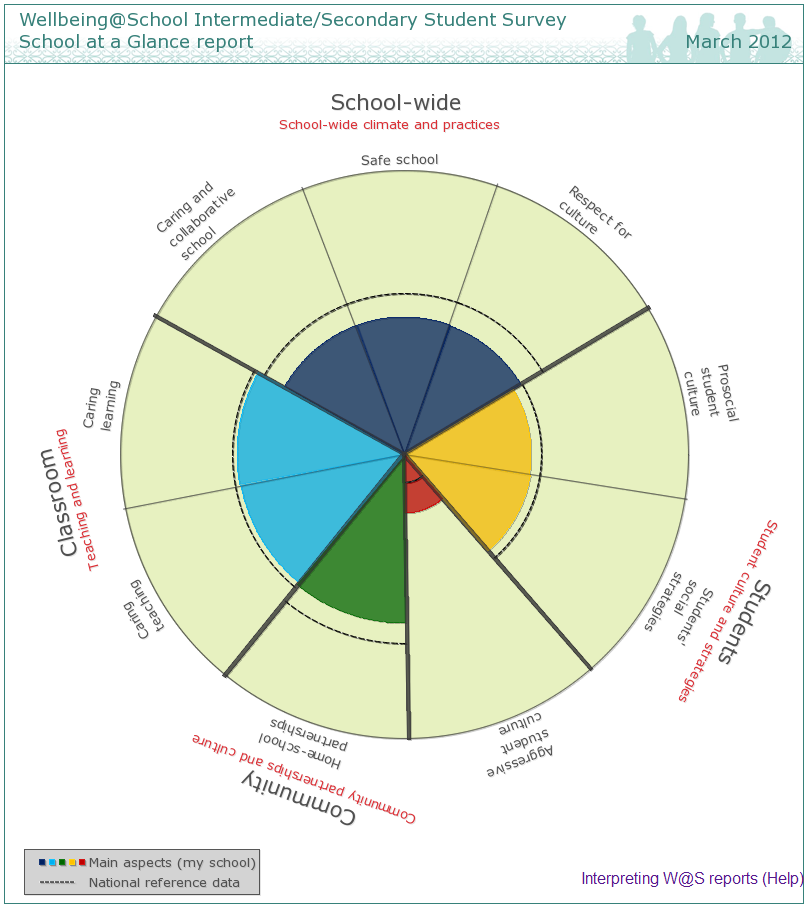 Wellbeing@School Intermediate/Secondary Student Survey
School at a Glance report
March 2012
School-wide
School-wide climate and practices
Safe school
Caring and
collaborative
school
Respect for
culture
Prosocial
student
culture
Students'
social
strategies
Students
Student culture and strategies
Aggressive
student
culture
Home-school
partnerships
Community partnerships and culture
Community
Caring
teaching
Caring
learning
Classroom
Teaching and learning
Main aspects (my school)
National reference data
Interpreting W@S reports (Help)